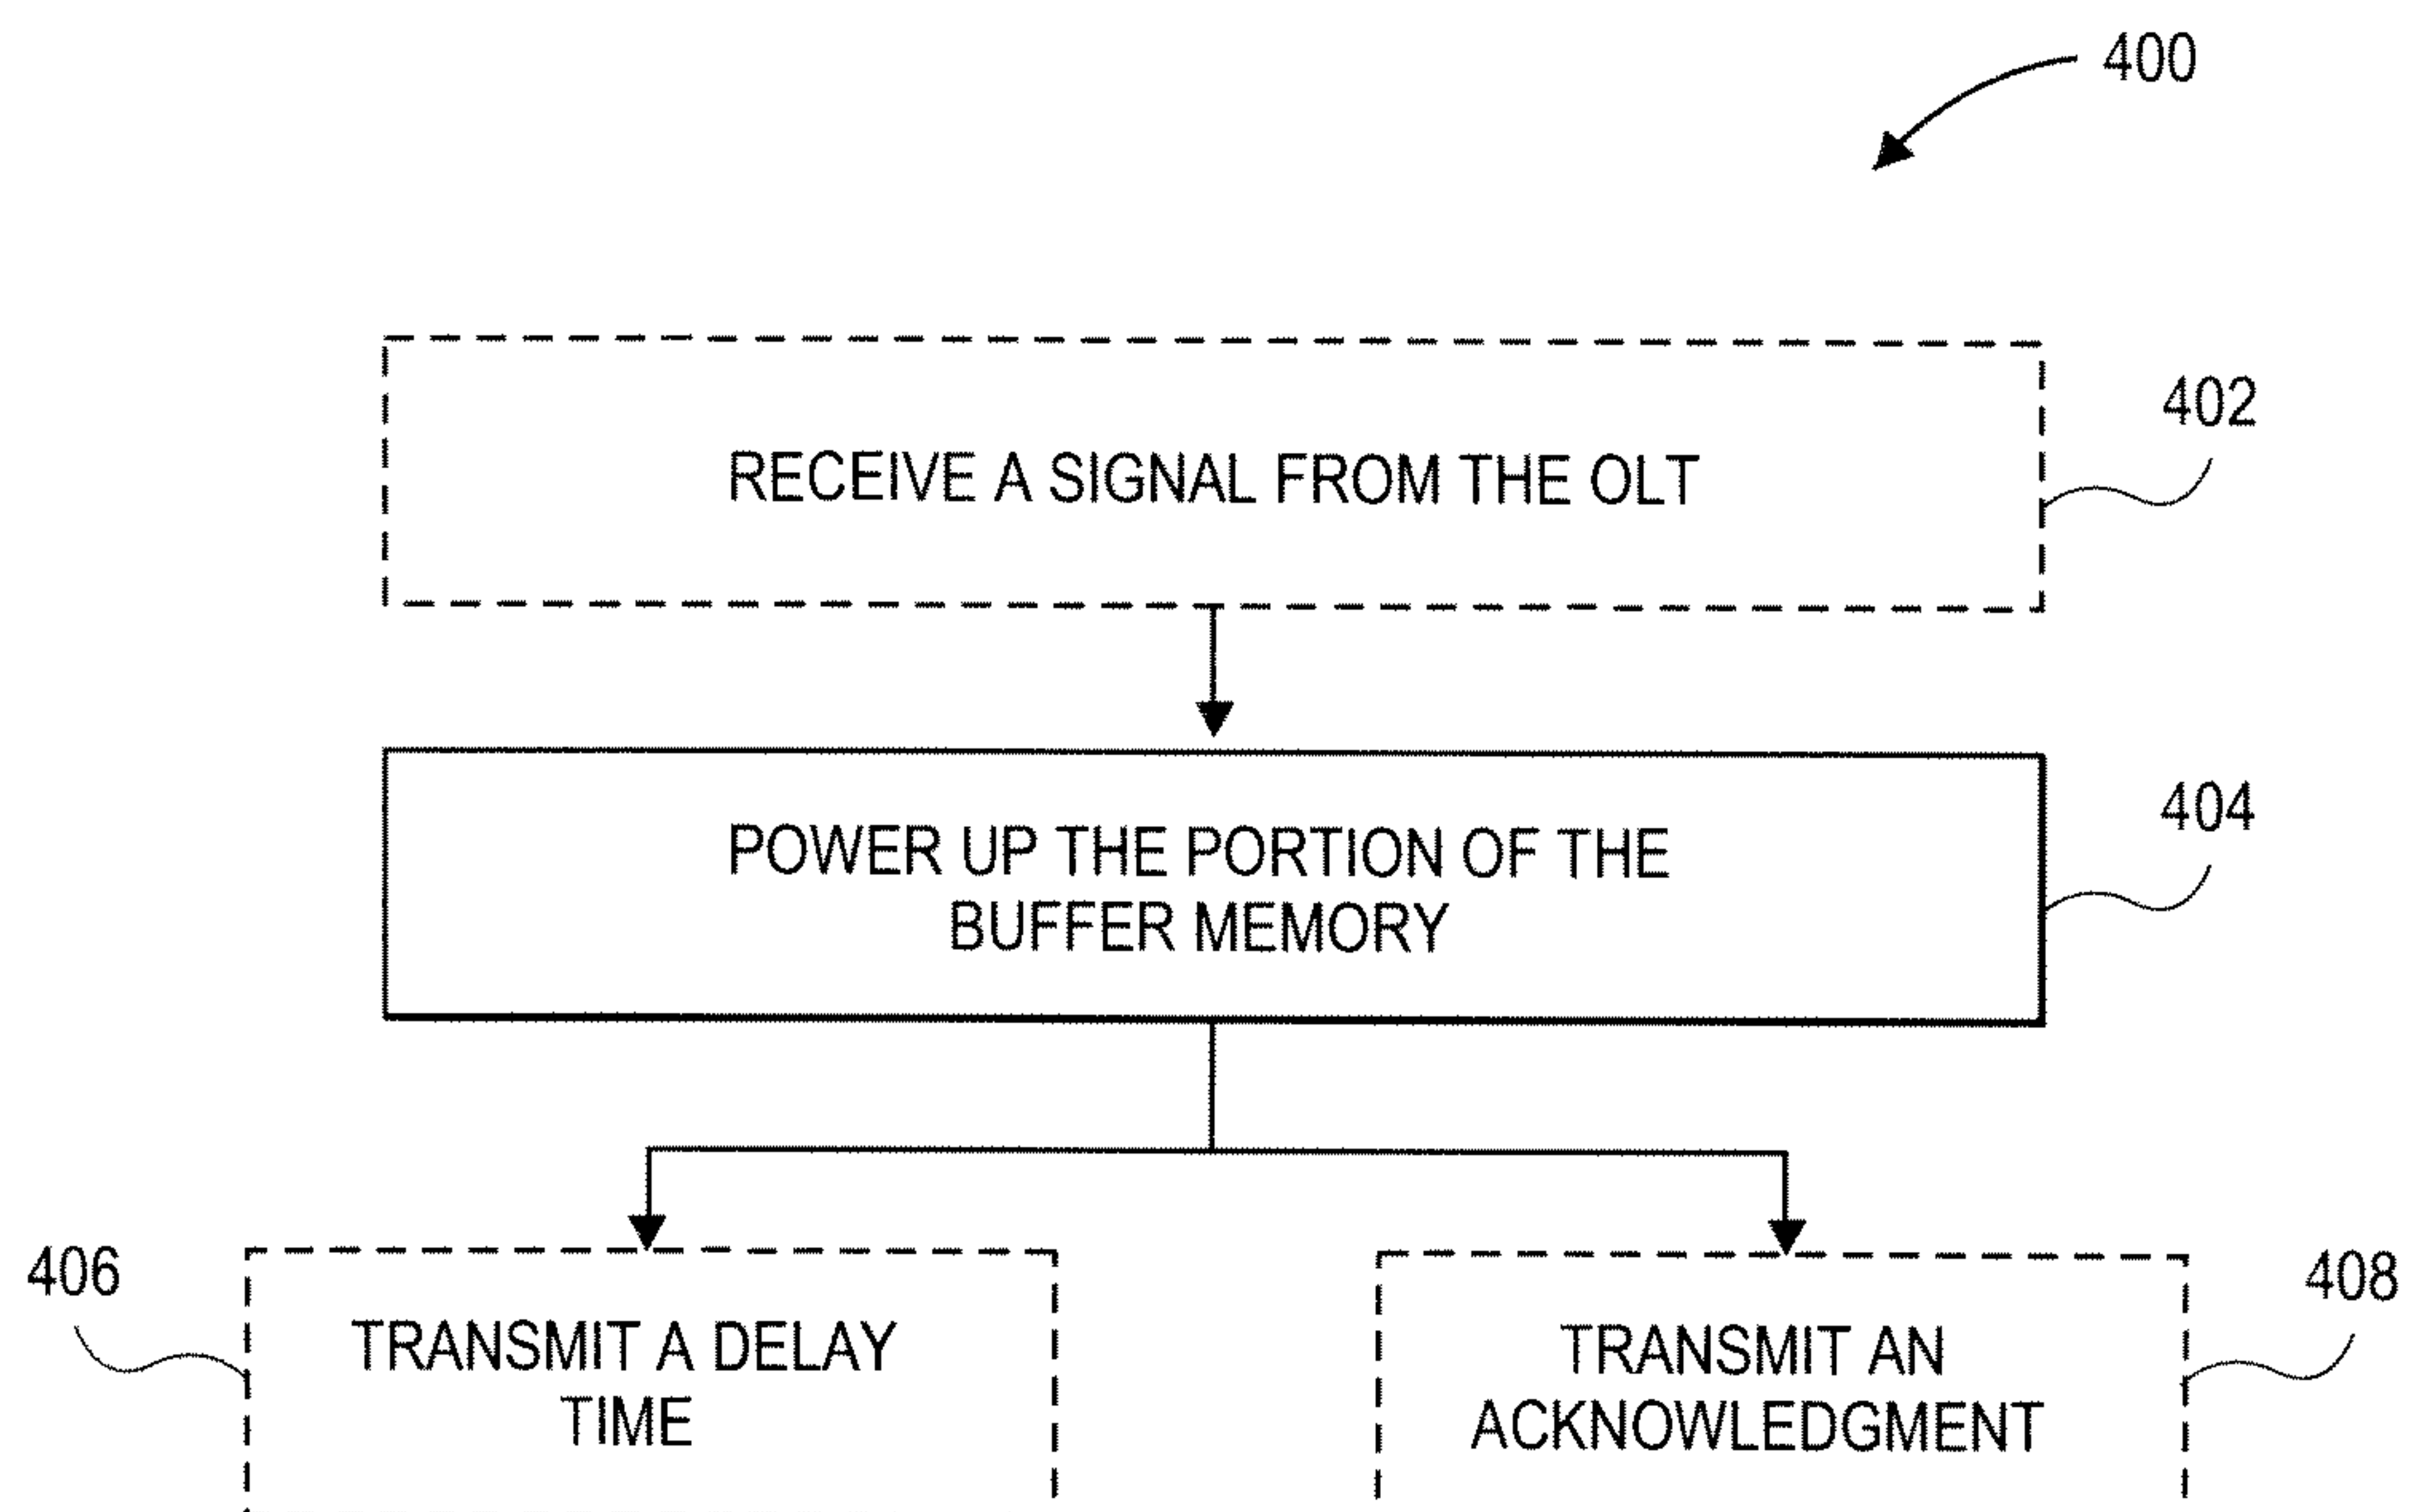 400
402
RECEIVE A SIGNAL FROM THE OLT
404
POWER UP THE PORTION OF THE
BUFFER MEMORY
406
TRANSMIT A DELAY
TIME
408
TRANSMIT AN
ACKNOWLEDGMENT